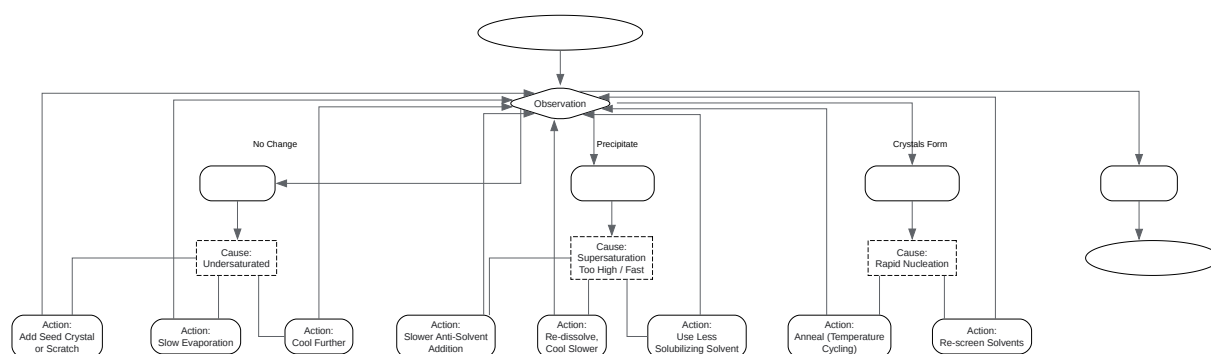 Observation
No Change
Precipitate
Crystals Form
Cause:
Undersaturated
Cause:
Supersaturation
Too High / Fast
Cause:
Rapid Nucleation
Action:
Add Seed Crystal
or Scratch
Action:
Slow Evaporation
Action:
Cool Further
Action:
Slower Anti-Solvent
Addition
Action:
Re-dissolve,
Cool Slower
Action:
Use Less
Solubilizing Solvent
Action:
Anneal (Temperature
Cycling)
Action:
Re-screen Solvents